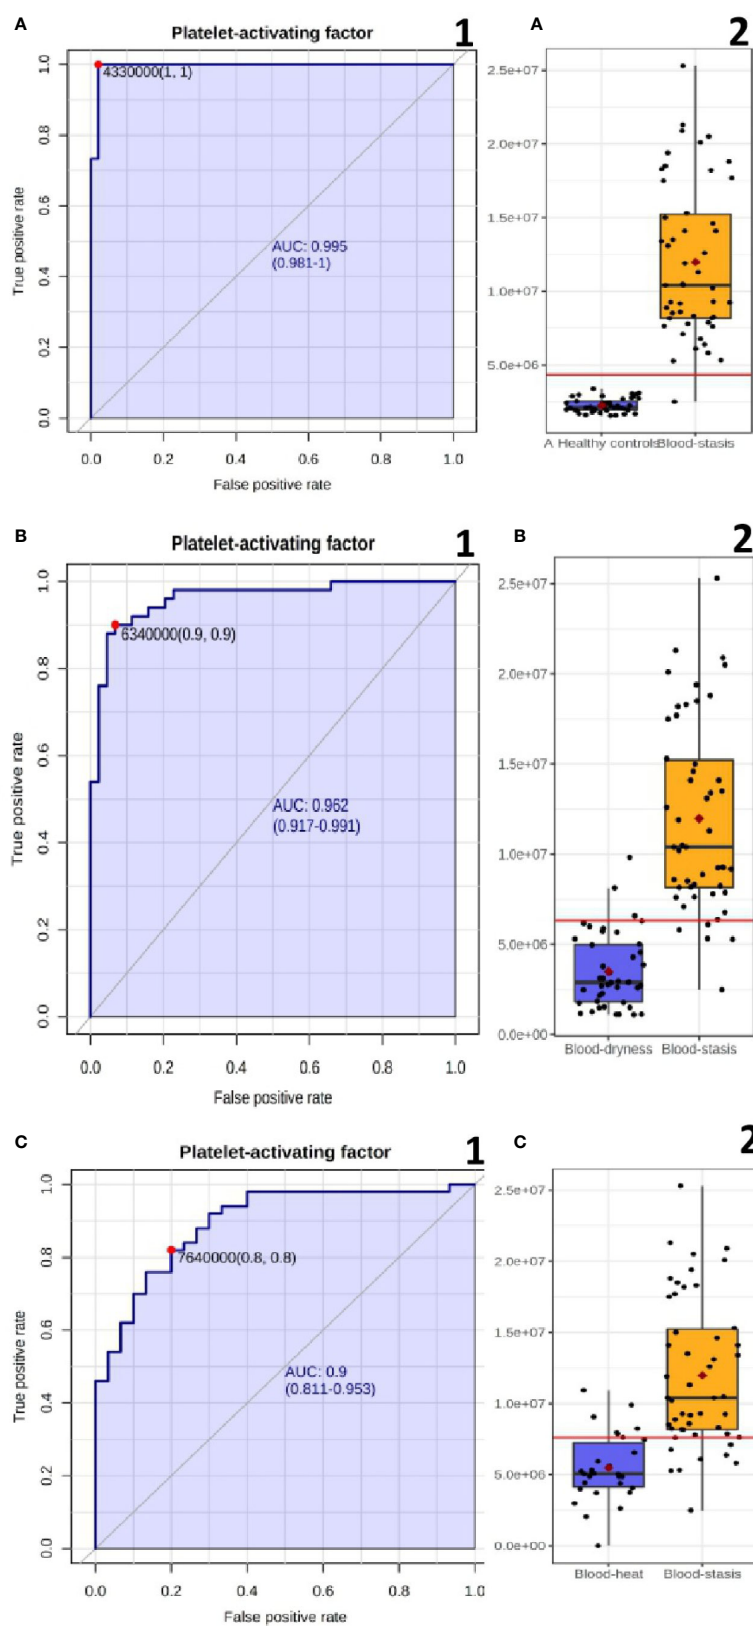 A
Platelet-activating factor
1
1.0
0.8
0.6
0.4
0.2
0.0
True positive rate
4330000(1, 1)
AUC: 0.995
(0.981-1)
0.0 0.2 0.4 0.6 0.8 1.0
False positive rate
A
2
2.5e+07
2.0e+07
1.5e+07
1.0e+07
5.0e+06
A Healthy controls Blood-stasis
B
Platelet-activating factor
1
1.0
0.8
0.6
0.4
0.2
0.0
True positive rate
6340000(0.9, 0.9)
AUC: 0.962
(0.917-0.991)
0.0 0.2 0.4 0.6 0.8 1.0
False positive rate
B
2
2.5e+07
2.0e+07
1.5e+07
1.0e+07
5.0e+06
0.0e+00
Blood-dryness Blood-stasis
C
Platelet-activating factor
1
1.0
0.8
0.6
0.4
0.2
0.0
True positive rate
7640000(0.8, 0.8)
AUC: 0.9
(0.811-0.953)
0.0 0.2 0.4 0.6 0.8 1.0
False positive rate
C
2
2.5e+07
2.0e+07
1.5e+07
1.0e+07
5.0e+06
0.0e+00
Blood-heat Blood-stasis